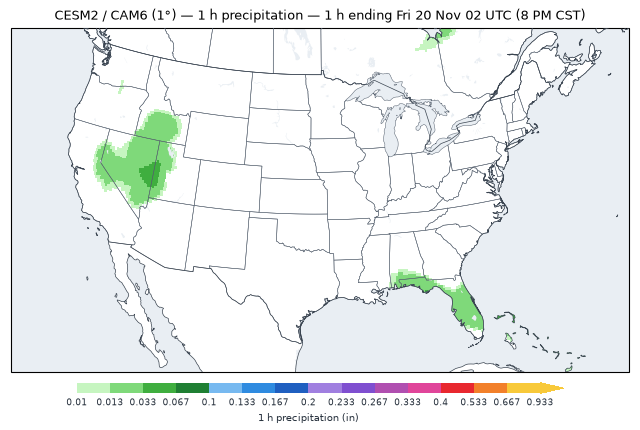 CESM2 / CAM6 (1°) — 1 h precipitation — 1 h ending Fri 20 Nov 02 UTC (8 PM CST)
0.01 0.013 0.033 0.067 0.1 0.133 0.167 0.2 0.233 0.267 0.333 0.4 0.533 0.667 0.933
1 h precipitation (in)